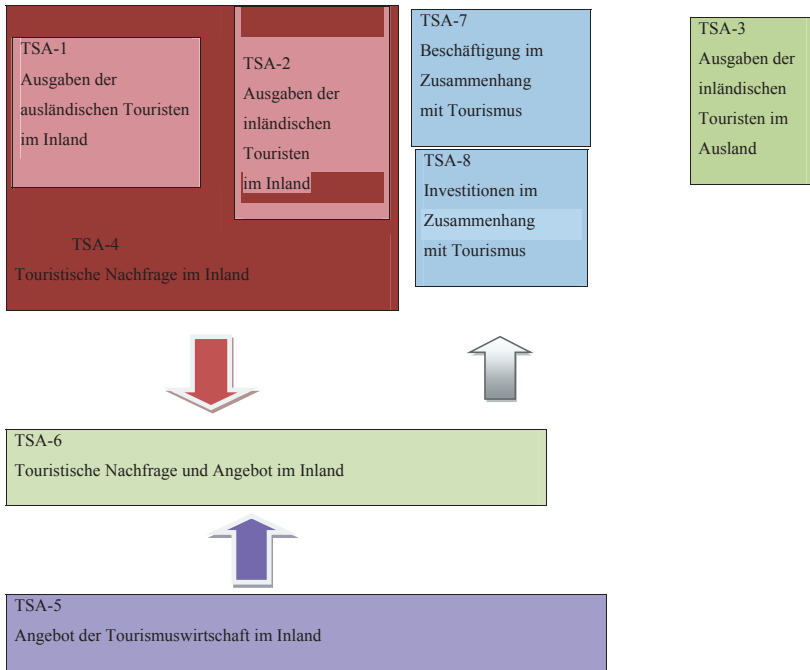 TSA-1
Ausgaben der
ausländischen Touristen
im Inland
TSA-2
Ausgaben der
inländischen
Touristen
im Inland
TSA-4
Touristische Nachfrage im Inland
TSA-7
Beschäftigung im
Zusammenhang
mit Tourismus
TSA-8
Investitionen im
Zusammenhang
mit Tourismus
TSA-3
Ausgaben der
inländischen
Touristen im
Ausland
TSA-6
Touristische Nachfrage und Angebot im Inland
TSA-5
Angebot der Tourismuswirtschaft im Inland